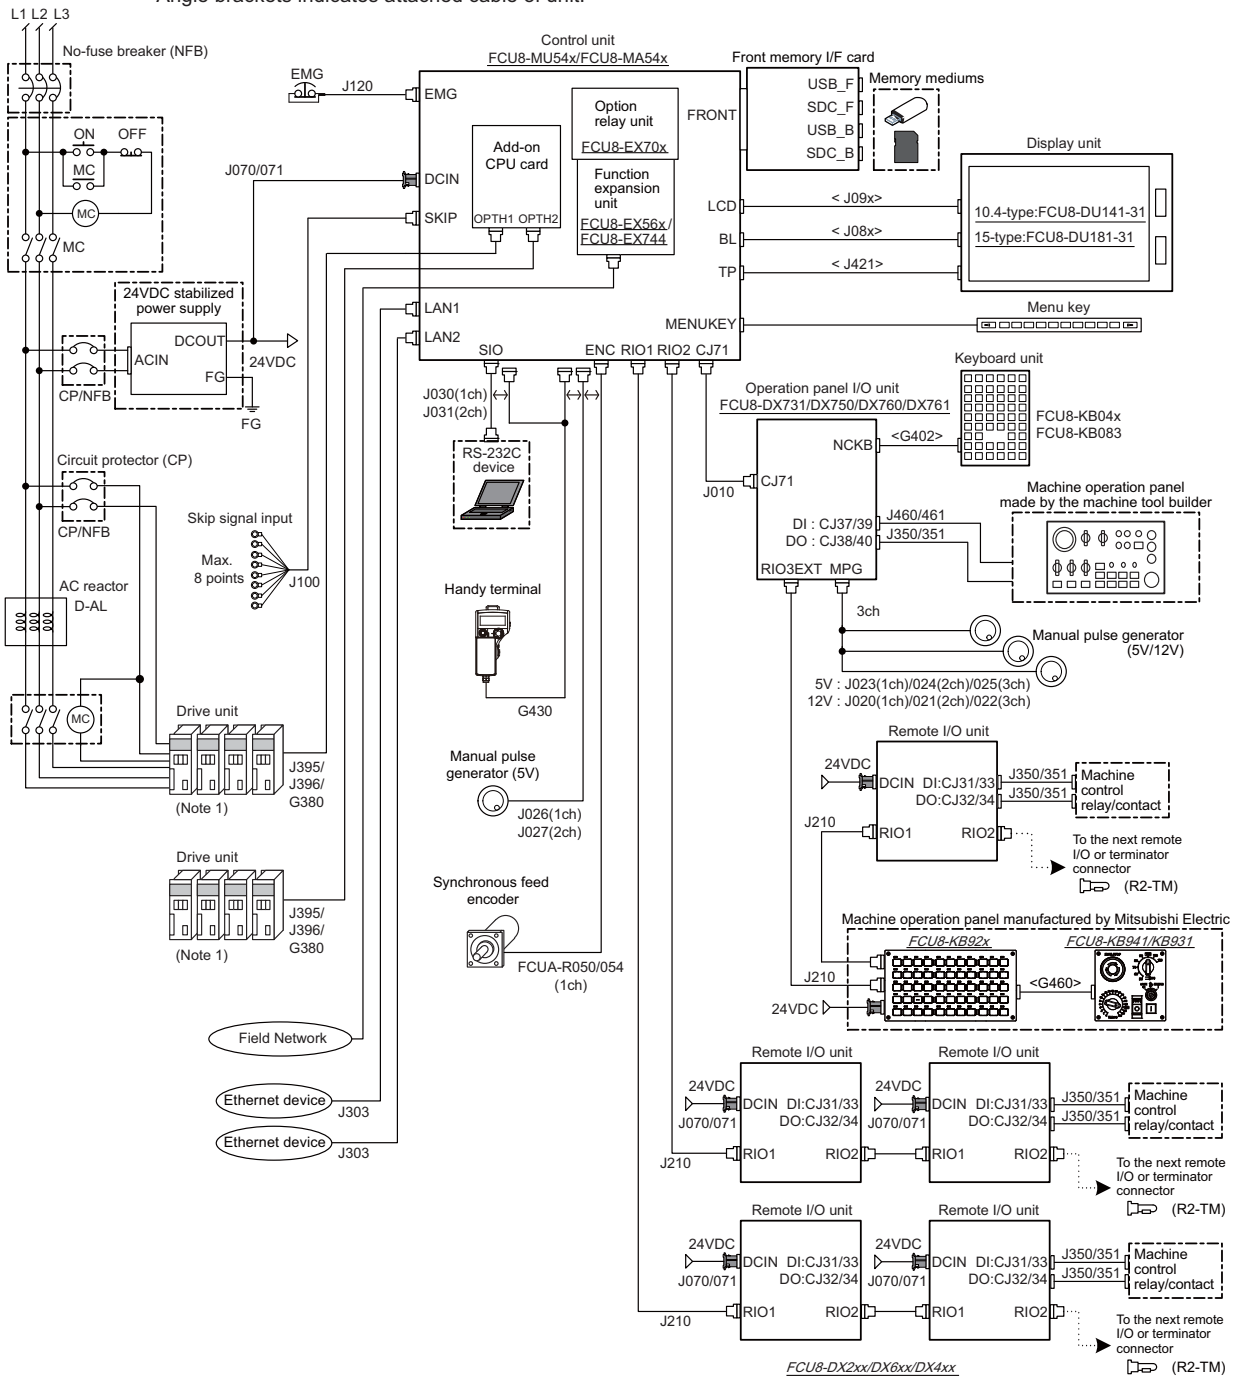 Angle brackets indicates attached cable of unit.
L1 L2 L3
No-fuse breaker (NFB)
ON
OFF
MC
MC
MC
24VDC stabilized
power supply
DCOUT
ACIN
FG
24VDC
FG
CP/NFB
Circuit protector (CP)
CP/NFB
AC reactor
D-AL
MC
Drive unit
(Note 1)
J395/
J396/
G380
Drive unit
(Note 1)
J395/
J396/
G380
Field Network
Ethernet device
J303
Ethernet device
J303
Skip signal input
Max.
8 points
J100
EMG
J120
J070/071
Control unit
FCU8-MU54x/FCU8-MA54x
EMG
DCIN
SKIP
LAN1
LAN2
Add-on
CPU card
OPTH1 OPTH2
Option
relay unit
FCU8-EX70x
Function
expansion
unit
FCU8-EX56x/
FCU8-EX744
FRONT
LCD
BL
TP
MENUKEY
SIO
ENC RIO1 RIO2 CJ71
Front memory I/F card
USB_F
SDC_F
USB_B
SDC_B
Memory mediums
Display unit
< J09x>
< J08x>
< J421>
10.4-type:FCU8-DU141-31
15-type:FCU8-DU181-31
Menu key
J030(1ch)
J031(2ch)
RS-232C
device
Handy terminal
G430
Manual pulse
generator (5V)
J026(1ch)
J027(2ch)
Synchronous feed
encoder
FCUA-R050/054
(1ch)
Operation panel I/O unit
FCU8-DX731/DX750/DX760/DX761
NCKB
CJ71
J010
DI : CJ37/39
DO : CJ38/40
RIO3EXT MPG
Keyboard unit
<G402>
FCU8-KB04x
FCU8-KB083
Machine operation panel
made by the machine tool builder
J460/461
J350/351
3ch
Manual pulse generator
(5V/12V)
5V : J023(1ch)/024(2ch)/025(3ch)
12V : J020(1ch)/021(2ch)/022(3ch)
Remote I/O unit
24VDC
DCIN DI:CJ31/33
DO:CJ32/34
RIO1 RIO2
J210
J350/351
J350/351
Machine
control
relay/contact
To the next remote
I/O or terminator
connector
(R2-TM)
Machine operation panel manufactured by Mitsubishi Electric
FCU8-KB92x
FCU8-KB941/KB931
J210
<G460>
24VDC
Remote I/O unit
Remote I/O unit
24VDC
J070/071
DCIN DI:CJ31/33
DO:CJ32/34
RIO1 RIO2
J210
24VDC
J070/071
DCIN DI:CJ31/33
DO:CJ32/34
RIO1 RIO2
J350/351
J350/351
Machine
control
relay/contact
To the next remote
I/O or terminator
connector
(R2-TM)
Remote I/O unit
Remote I/O unit
24VDC
J070/071
DCIN DI:CJ31/33
DO:CJ32/34
RIO1 RIO2
J210
24VDC
J070/071
DCIN DI:CJ31/33
DO:CJ32/34
RIO1 RIO2
J350/351
J350/351
Machine
control
relay/contact
To the next remote
I/O or terminator
connector
(R2-TM)
FCU8-DX2xx/DX6xx/DX4xx